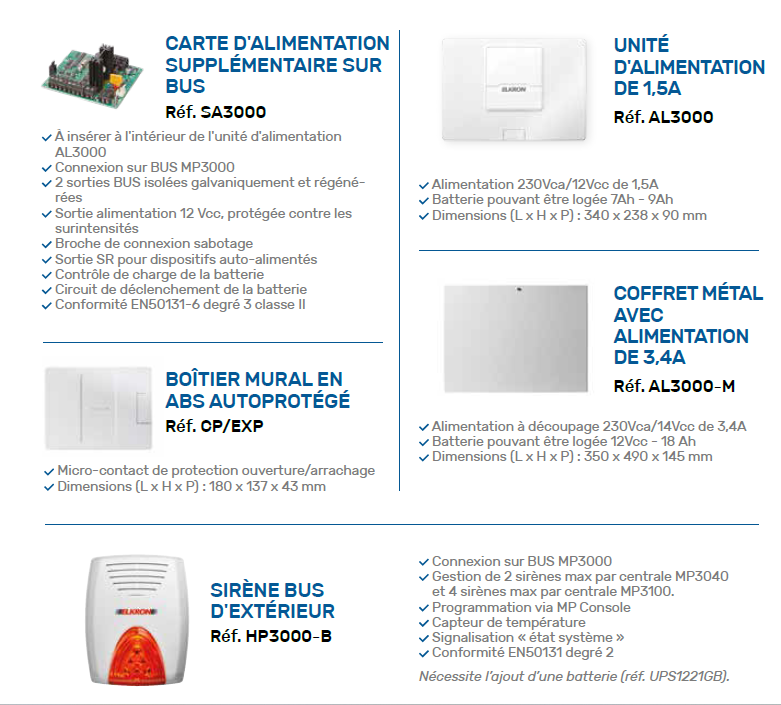 CARTE D'ALIMENTATION
SUPPLÉMENTAIRE SUR
BUS
Réf. SA3000
À insérer à l'intérieur de l'unité d'alimentation
AL3000
Connexion sur BUS MP3000
2 sorties BUS isolées galvaniquement et régéné-
rées
Sortie alimentation 12 Vcc, protégée contre les
surintensités
Broche de connexion sabotage
Sortie SR pour dispositifs auto-alimentés
Contrôle de charge de la batterie
Circuit de déclenchement de la batterie
Conformité EN50131-6 degré 3 classe II
BOÎTIER MURAL EN
ABS AUTOPROTÉGÉ
Réf. CP/EXP
Micro-contact de protection ouverture/arrachage
Dimensions (L x H x P) : 180 x 137 x 43 mm
ELKRON
UNITÉ
D'ALIMENTATION
DE 1,5A
Réf. AL3000
Alimentation 230Vca/12Vcc de 1,5A
Batterie pouvant être logée 7Ah - 9Ah
Dimensions (L x H x P) : 340 x 238 x 90 mm
COFFRET MÉTAL
AVEC
ALIMENTATION
DE 3,4A
Réf. AL3000-M
Alimentation à découpage 230Vca/14Vcc de 3,4A
Batterie pouvant être logée 12Vcc - 18 Ah
Dimensions (L x H x P) : 350 x 490 x 145 mm
ELKRON
SIRÈNE BUS
D'EXTÉRIEUR
Réf. HP3000-B
Connexion sur BUS MP3000
Gestion de 2 sirènes max par centrale MP3040
et 4 sirènes max par centrale MP3100.
Programmation via MP Console
Capteur de température
Signalisation « état système »
Conformité EN50131 degré 2
Nécessite l'ajout d'une batterie (réf. UPS1221GB).